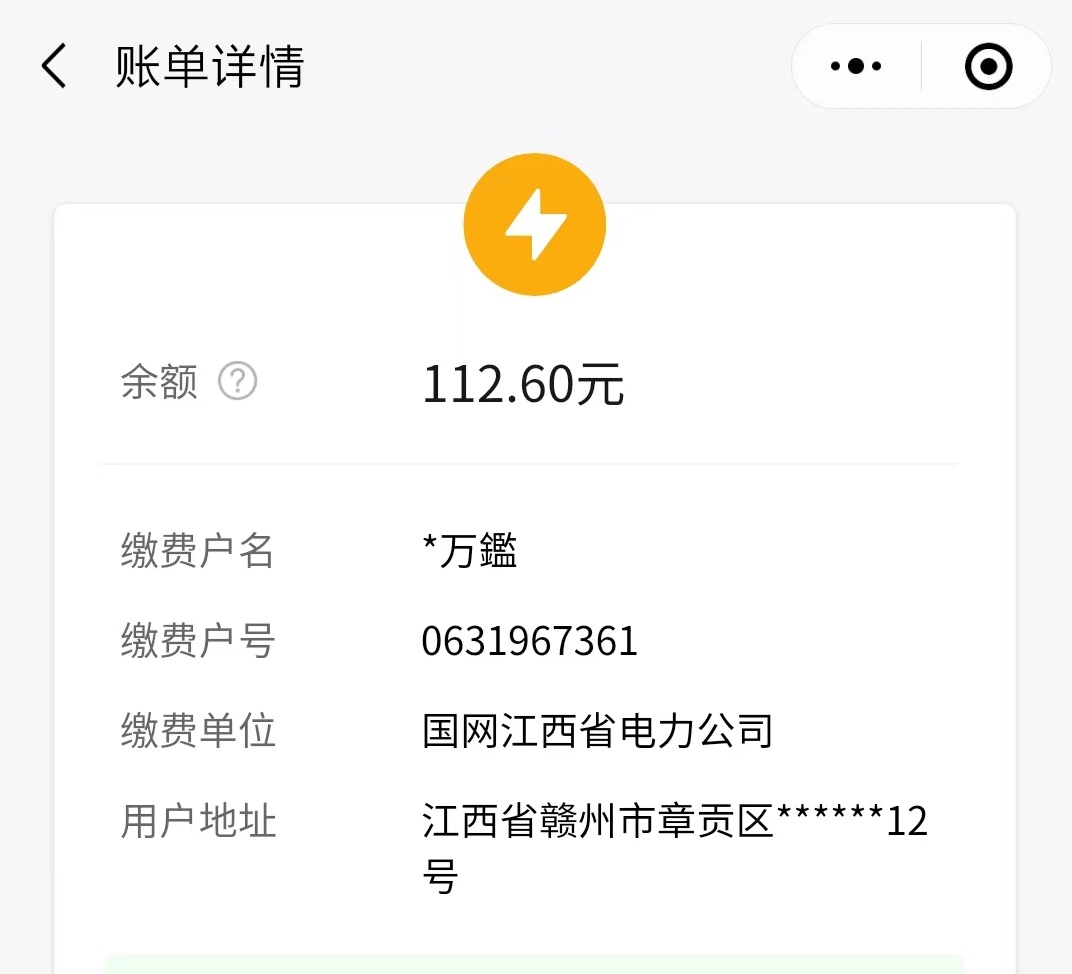 账单详情
余额 ? 112.60元
缴费户名 *万鑑
缴费户号 0631967361
缴费单位 国网江西省电力公司
用户地址 江西省赣州市章贡区******12
号